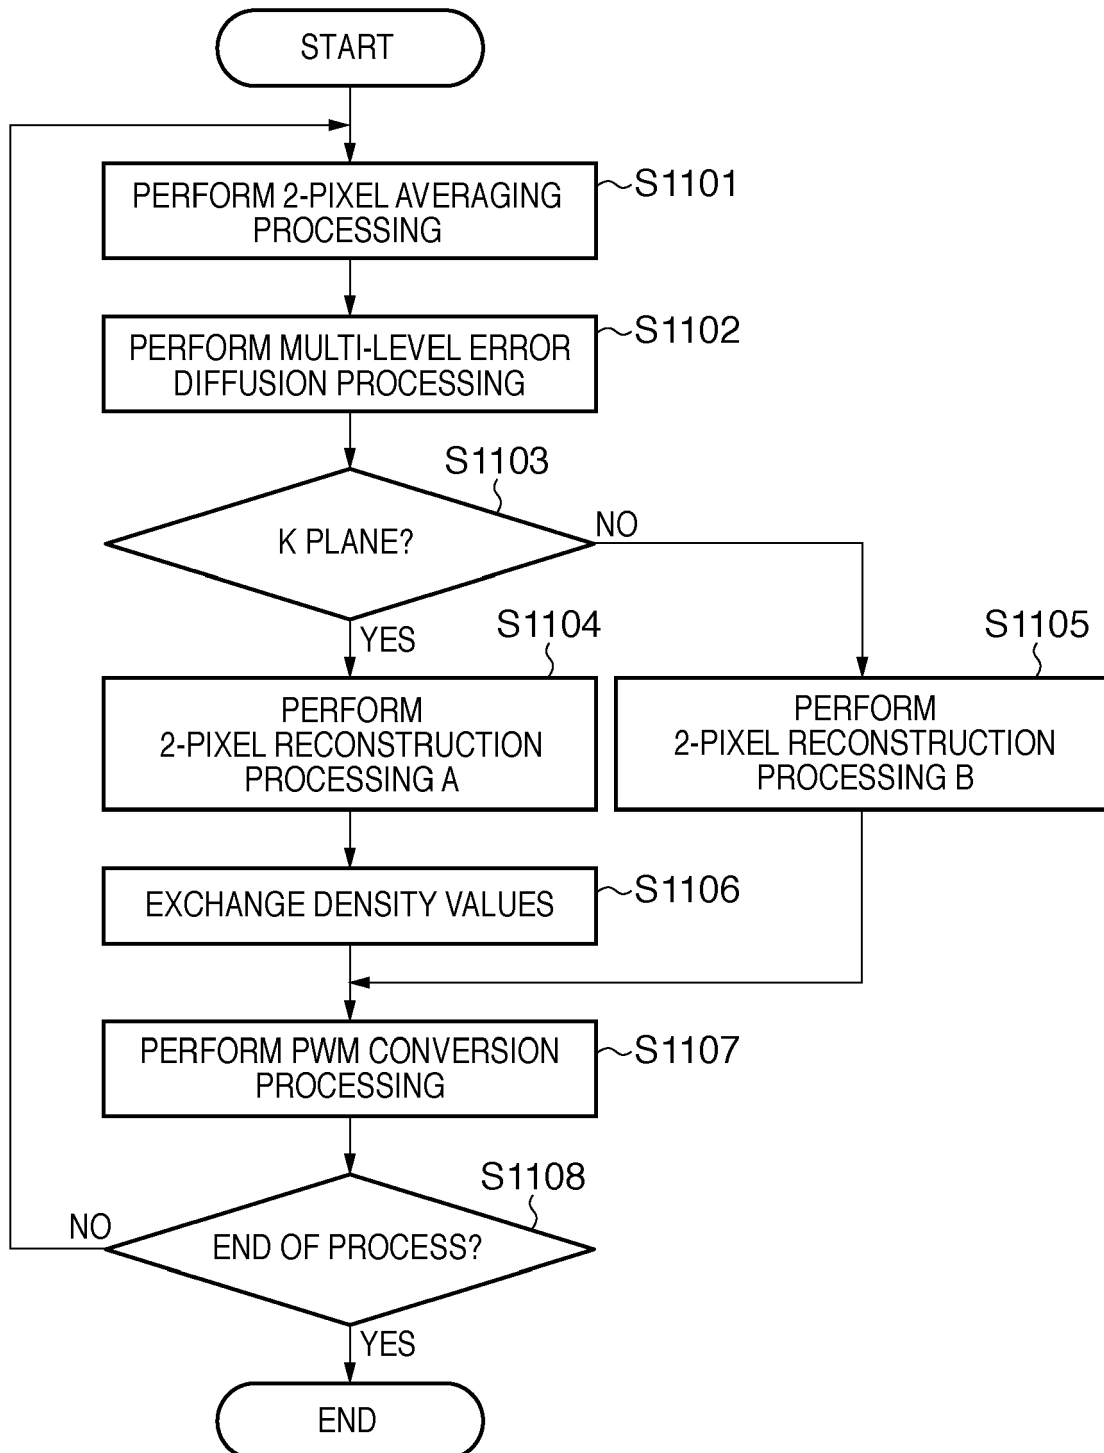 START
PERFORM 2-PIXEL AVERAGING
PROCESSING
S1101
PERFORM MULTI-LEVEL ERROR
DIFFUSION PROCESSING
S1102
S1103
K PLANE?
NO
YES
S1104
PERFORM
2-PIXEL RECONSTRUCTION
PROCESSING A
S1105
PERFORM
2-PIXEL RECONSTRUCTION
PROCESSING B
EXCHANGE DENSITY VALUES
S1106
PERFORM PWM CONVERSION
PROCESSING
S1107
S1108
END OF PROCESS?
NO
YES
END